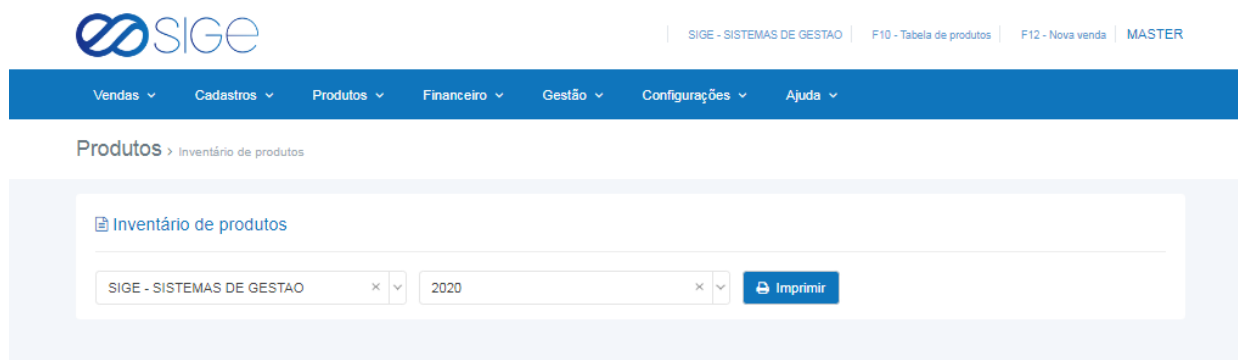 SIGE
SIGE - SISTEMAS DE GESTAO F10 - Tabela de produtos F12 - Nova venda MASTER
Vendas Cadastros Produtos Financeiro Gestão Configurações Ajuda
Produtos > Inventário de produtos
Inventário de produtos
SIGE - SISTEMAS DE GESTAO × 2020 × Imprimir